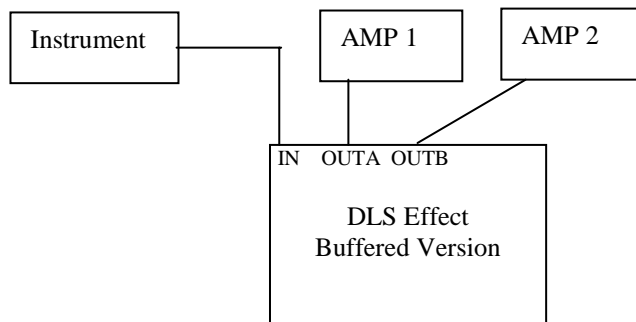 Instrument
AMP 1
AMP 2
IN OUTA OUTB
DLS Effect
Buffered Version